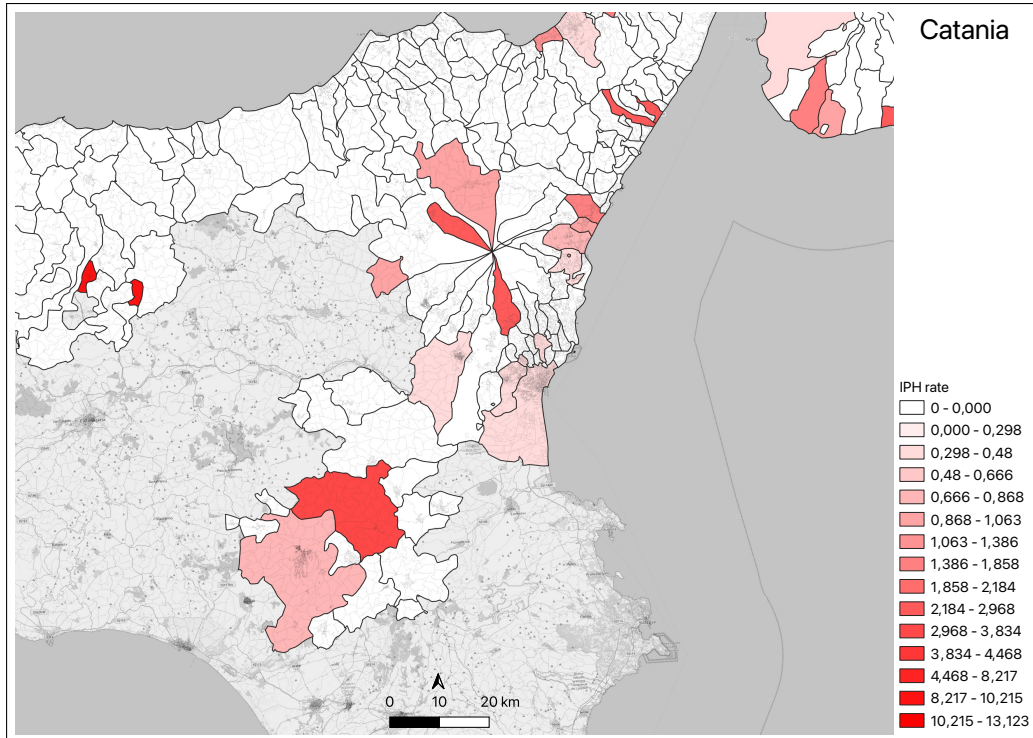 Catania
IPH rate
0 - 0,000
0,000 - 0,298
0,298 - 0,48
0,48 - 0,666
0,666 - 0,868
0,868 - 1,063
1,063 - 1,386
1,386 - 1,858
1,858 - 2,184
2,184 - 2,968
2,968 - 3,834
3,834 - 4,468
4,468 - 8,217
8,217 - 10,215
10,215 - 13,123
0 10 20 km